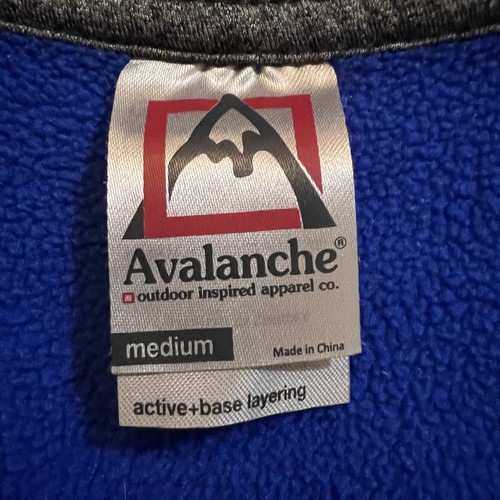 Avalanche®
outdoor inspired apparel co.
medium
Made in China
active+base layering